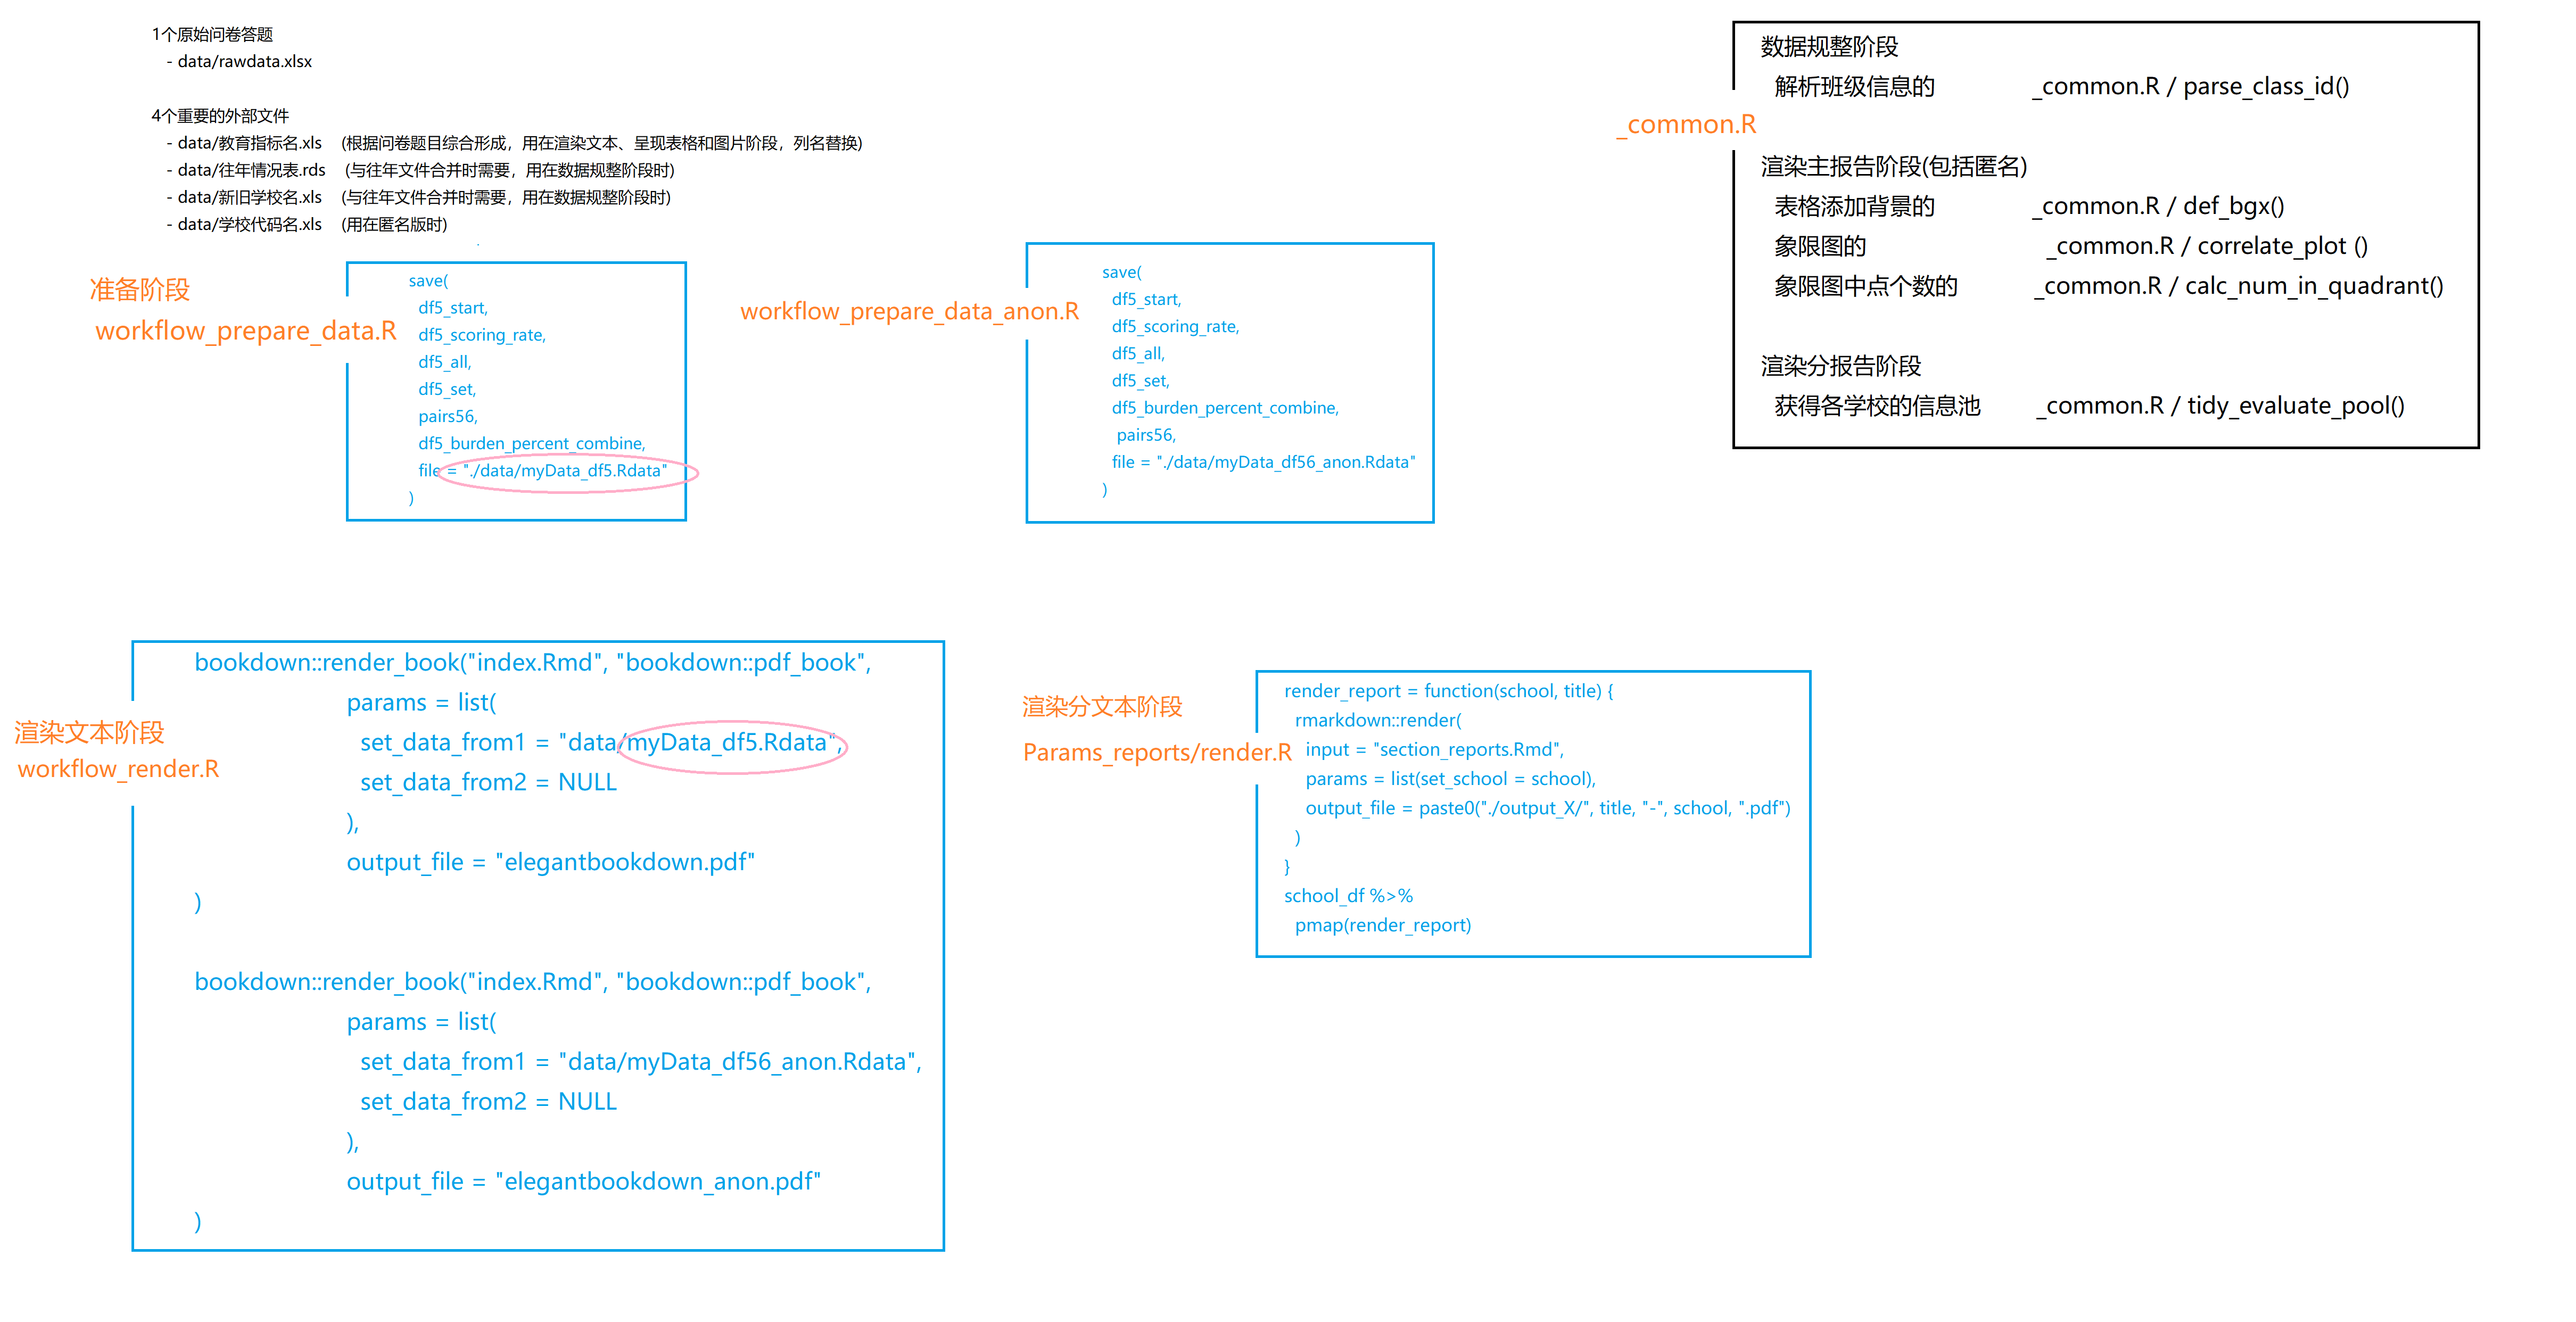 1个原始问卷答题
- data/rawdata.xlsx
4个重要的外部文件
- data/教育指标名.xls (根据问卷题目综合形成，用在渲染文本、呈现表格和图片阶段，列名替换)
- data/往年情况表.rds (与往年文件合并时需要，用在数据规整阶段时)
- data/新旧学校名.xls (与往年文件合并时需要，用在数据规整阶段时)
- data/学校代码名.xls (用在匿名版时)
准备阶段
workflow_prepare_data.R
save(
df5_start,
df5_scoring_rate,
df5_all,
df5_set,
pairs56,
df5_burden_percent_combine,
file = "./data/myData_df5.Rdata"
)
workflow_prepare_data_anon.R
save(
df5_start,
df5_scoring_rate,
df5_all,
df5_set,
df5_burden_percent_combine,
pairs56,
file = "./data/myData_df56_anon.Rdata"
)
_common.R
数据规整阶段
解析班级信息的 _common.R / parse_class_id()
渲染主报告阶段(包括匿名)
表格添加背景的 _common.R / def_bgx()
象限图的 _common.R / correlate_plot ()
象限图中点个数的 _common.R / calc_num_in_quadrant()
渲染分报告阶段
获得各学校的信息池 _common.R / tidy_evaluate_pool()
渲染文本阶段
workflow_render.R
bookdown::render_book("index.Rmd", "bookdown::pdf_book",
params = list(
set_data_from1 = "data/myData_df5.Rdata",
set_data_from2 = NULL
),
output_file = "elegantbookdown.pdf"
)
bookdown::render_book("index.Rmd", "bookdown::pdf_book",
params = list(
set_data_from1 = "data/myData_df56_anon.Rdata",
set_data_from2 = NULL
),
output_file = "elegantbookdown_anon.pdf"
)
渲染分文本阶段
Params_reports/render.R
render_report = function(school, title) {
rmarkdown::render(
input = "section_reports.Rmd",
params = list(set_school = school),
output_file = paste0("./output_X/", title, "-", school, ".pdf")
)
}
school_df %>%
pmap(render_report)